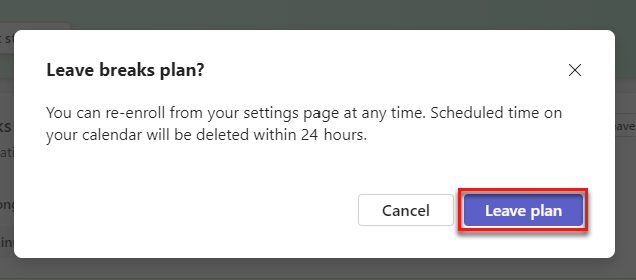 Leave breaks plan?
You can re-enroll from your settings page at any time. Scheduled time on
your calendar will be deleted within 24 hours.
Cancel
Leave plan